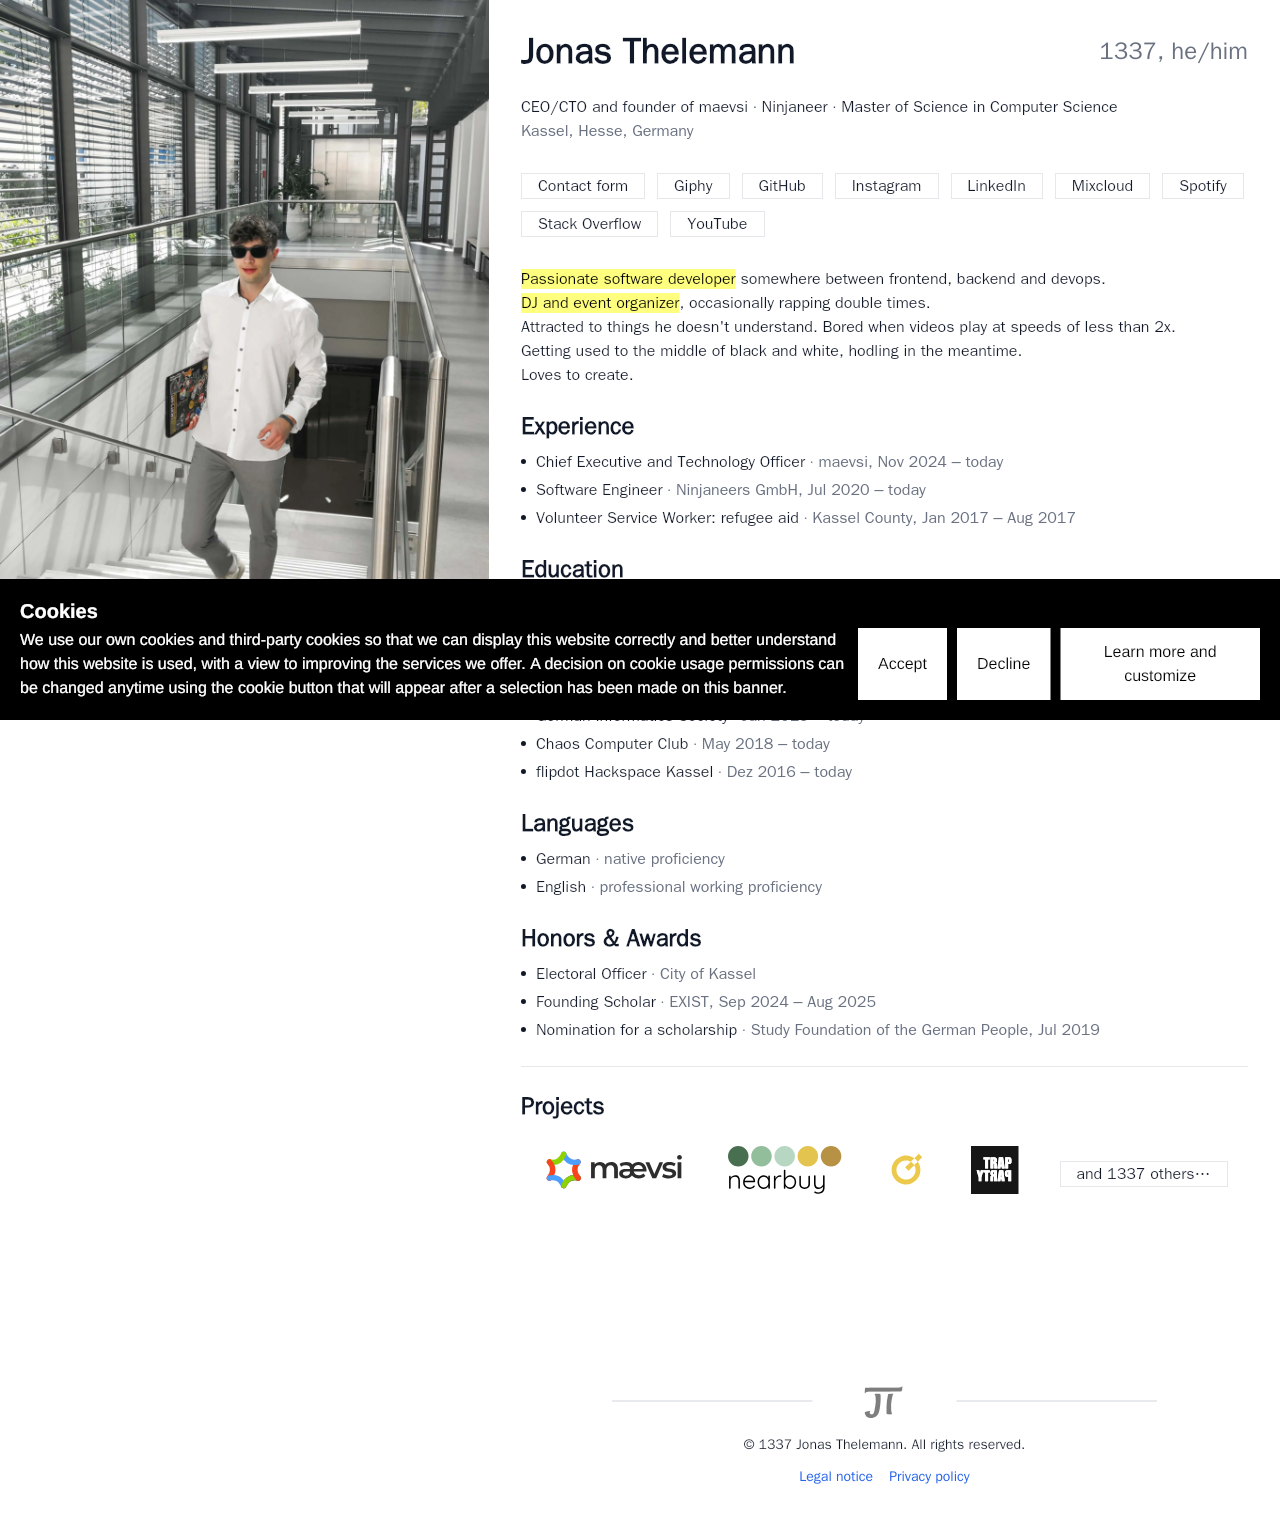 Jonas Thelemann
1337, he/him
CEO/CTO and founder of maevsi · Ninjaneer · Master of Science in Computer Science
Kassel, Hesse, Germany
Contact form
Giphy
GitHub
Instagram
LinkedIn
Mixcloud
Spotify
Stack Overflow
YouTube
Passionate software developer somewhere between frontend, backend and devops.
DJ and event organizer, occasionally rapping double times.
Attracted to things he doesn't understand. Bored when videos play at speeds of less than 2x.
Getting used to the middle of black and white, hodling in the meantime.
Loves to create.
Experience
• Chief Executive and Technology Officer · maevsi, Nov 2024 – today
• Software Engineer · Ninjaneers GmbH, Jul 2020 – today
• Volunteer Service Worker: refugee aid · Kassel County, Jan 2017 – Aug 2017
Education
Cookies
We use our own cookies and third-party cookies so that we can display this website correctly and better understand
how this website is used, with a view to improving the services we offer. A decision on cookie usage permissions can
be changed anytime using the cookie button that will appear after a selection has been made on this banner.
Accept
Decline
Learn more and
customize
• Chaos Computer Club · May 2018 – today
• flipdot Hackspace Kassel · Dez 2016 – today
Languages
• German · native proficiency
• English · professional working proficiency
Honors & Awards
• Electoral Officer · City of Kassel
• Founding Scholar · EXIST, Sep 2024 – Aug 2025
• Nomination for a scholarship · Study Foundation of the German People, Jul 2019
Projects
mævsi
nearbuy
TRAP
PARTY
and 1337 others···
JT
© 1337 Jonas Thelemann. All rights reserved.
Legal notice
Privacy policy